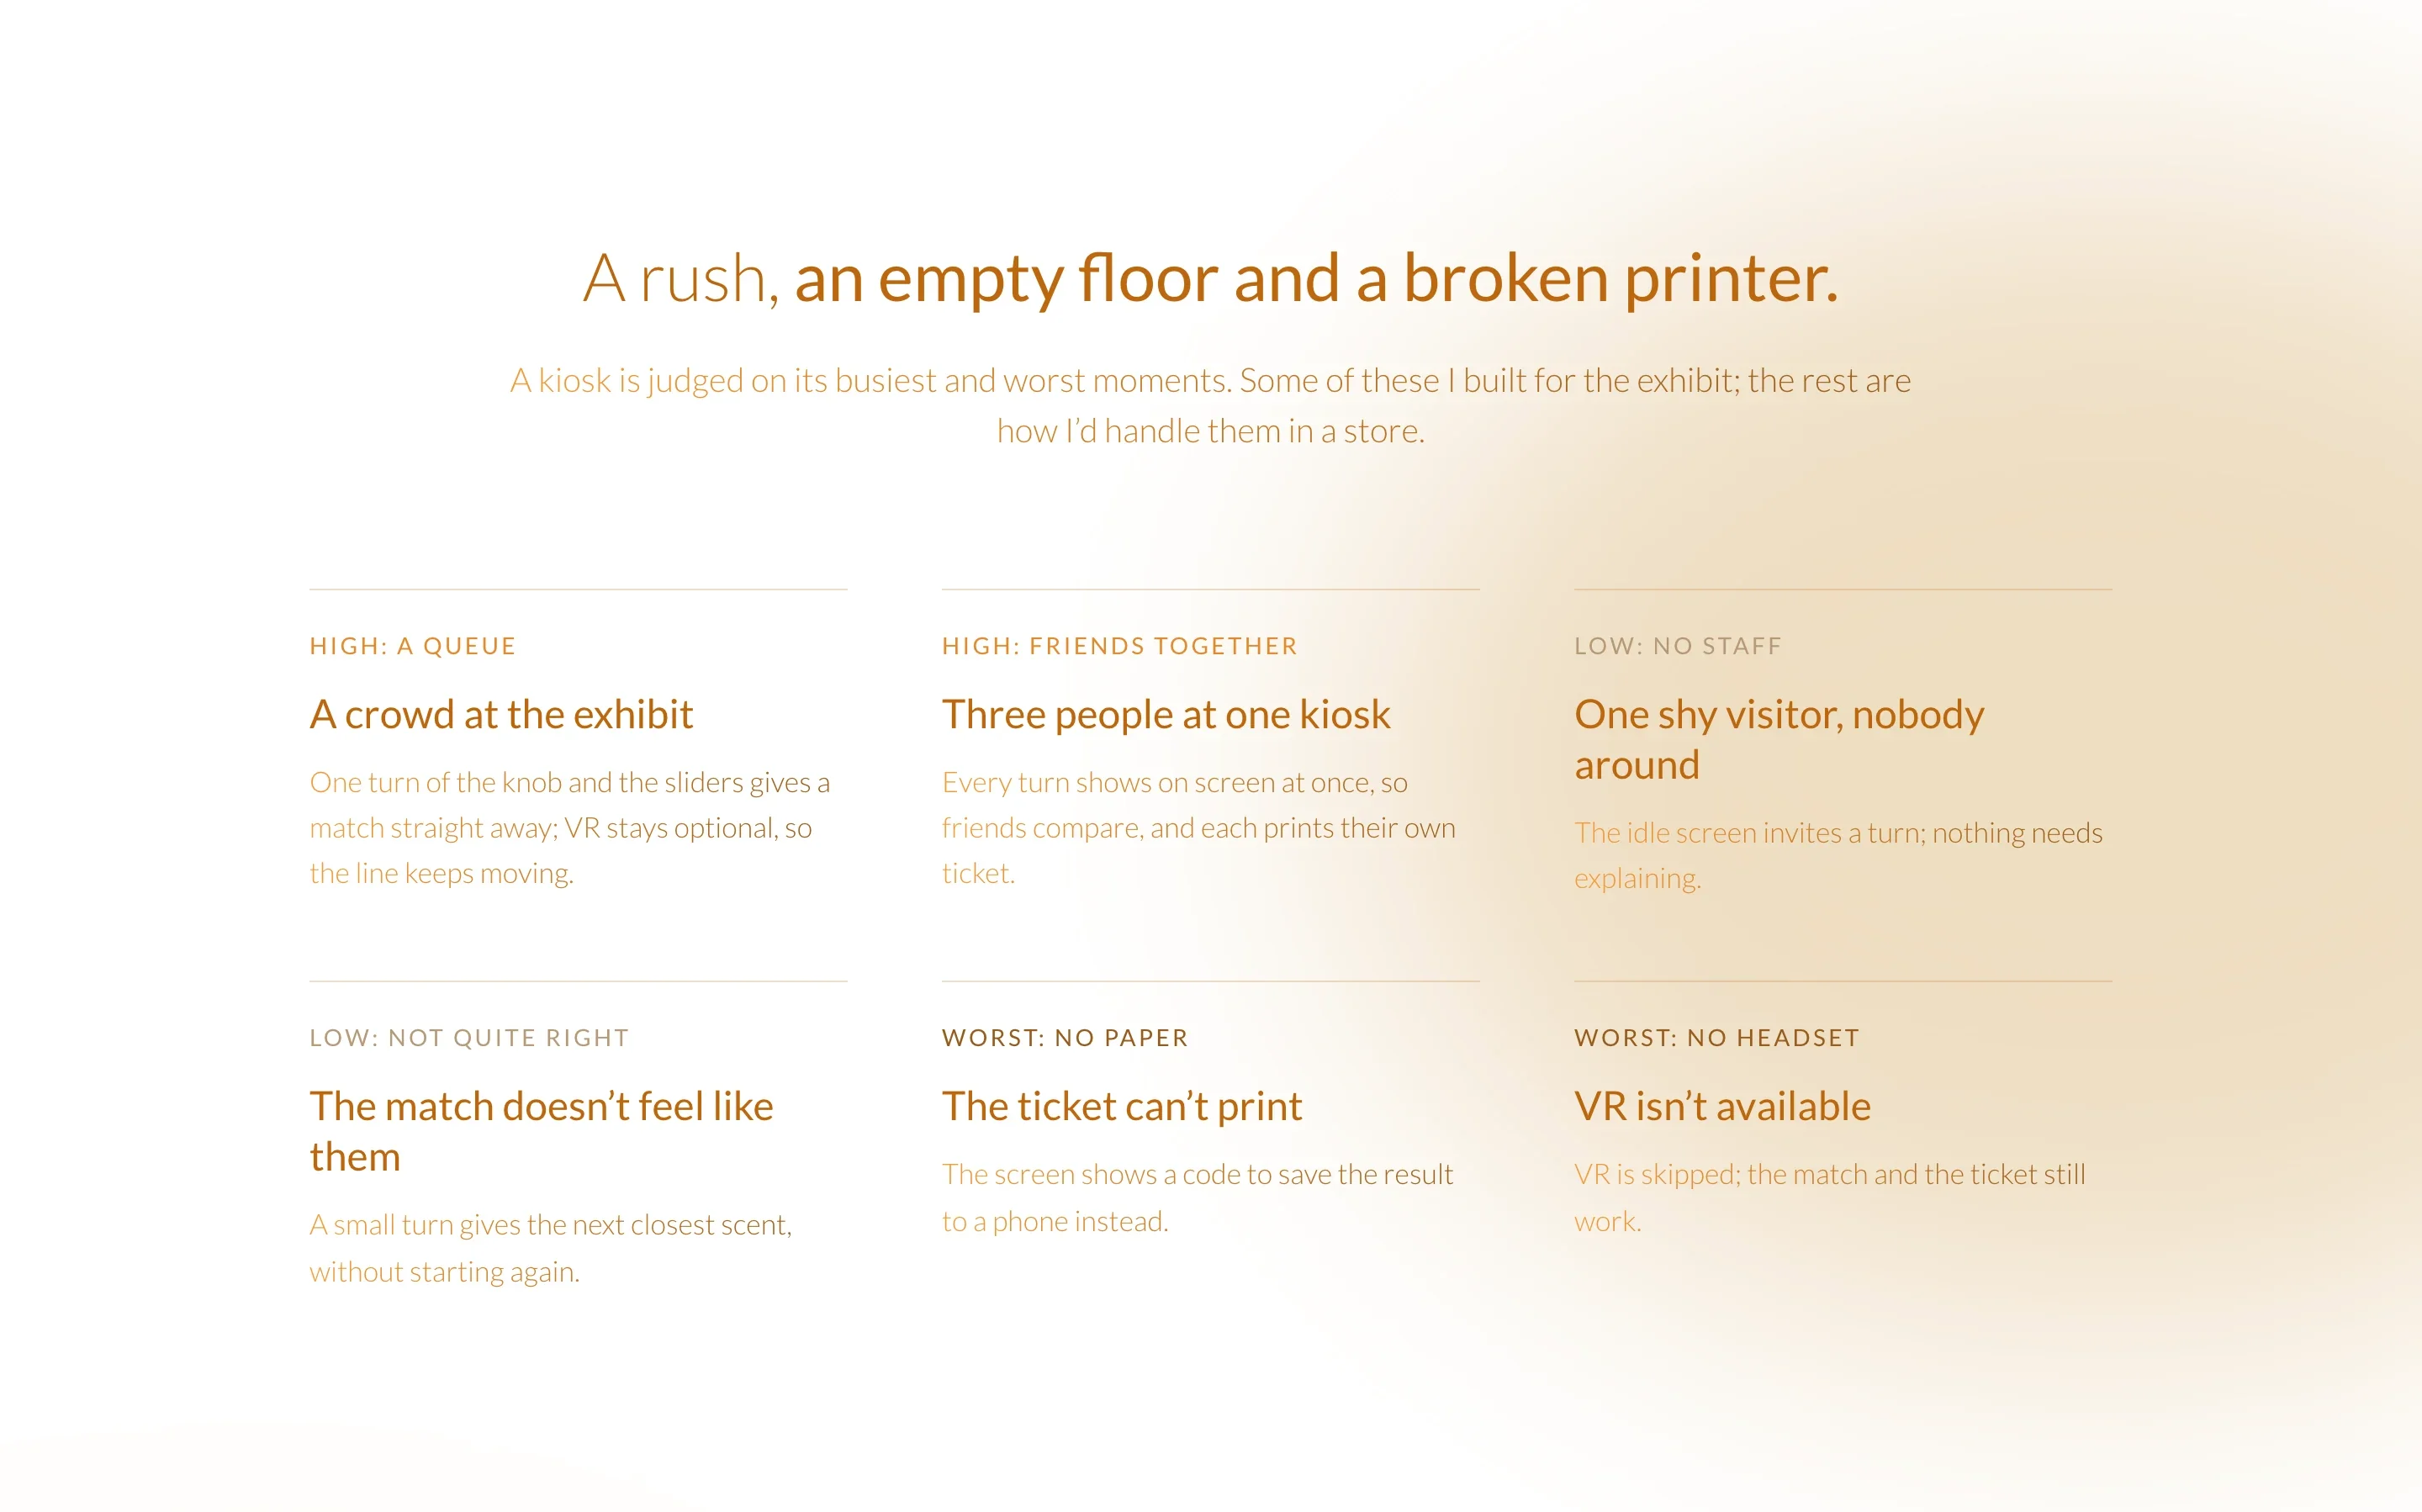 A rush, an empty floor and a broken printer.
A kiosk is judged on its busiest and worst moments. Some of these I built for the exhibit; the rest are
how I’d handle them in a store.
HIGH: A QUEUE
A crowd at the exhibit
One turn of the knob and the sliders gives a
match straight away; VR stays optional, so
the line keeps moving.
HIGH: FRIENDS TOGETHER
Three people at one kiosk
Every turn shows on screen at once, so
friends compare, and each prints their own
ticket.
LOW: NO STAFF
One shy visitor, nobody
around
The idle screen invites a turn; nothing needs
explaining.
LOW: NOT QUITE RIGHT
The match doesn’t feel like
them
A small turn gives the next closest scent,
without starting again.
WORST: NO PAPER
The ticket can’t print
The screen shows a code to save the result
to a phone instead.
WORST: NO HEADSET
VR isn’t available
VR is skipped; the match and the ticket still
work.